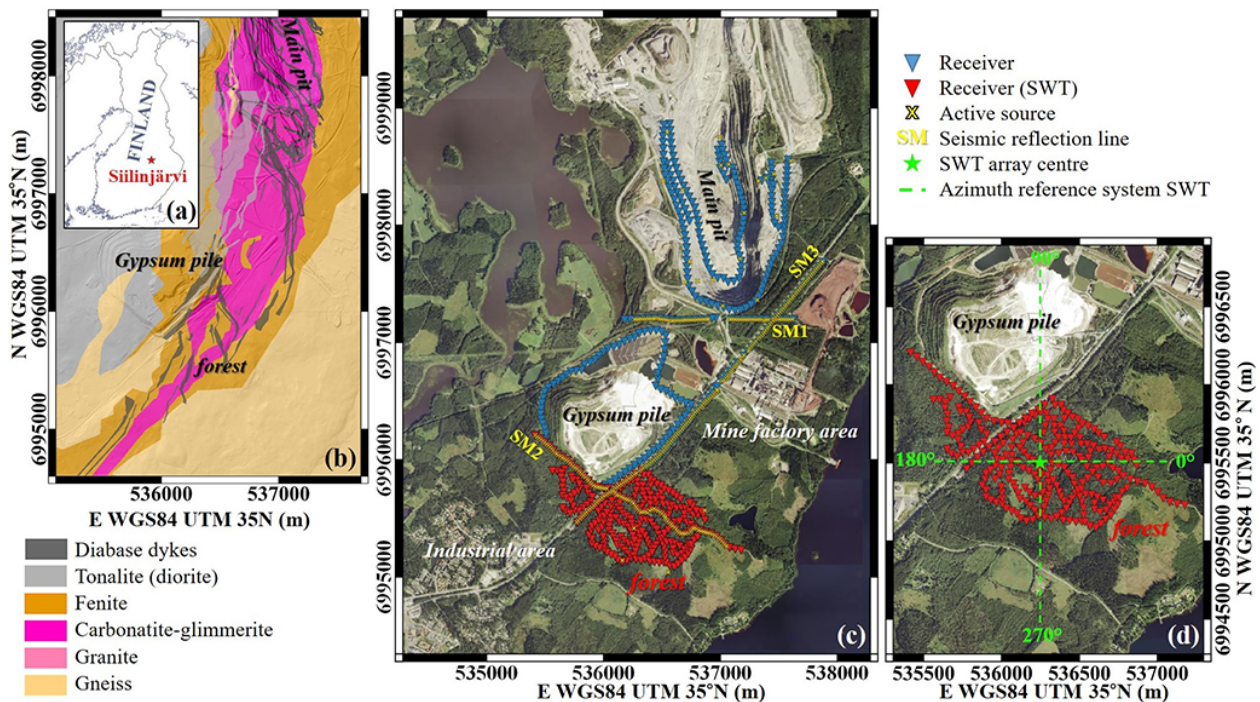 N WGS84 UTM 35°N (m)
6998000
6997000
6996000
6995000
FINLAND
Siilinjärvi
(a)
Main pit
Gypsum pile
forest
(b)
536000
537000
E WGS84 UTM 35N (m)
Diabase dykes
Tonalite (diorite)
Fenite
Carbonatite-glimmerite
Granite
Gneiss
6999000
6998000
6997000
6996000
6995000
Main pit
SM3
SM1
Gypsum pile
SM2
Mine factory area
Industrial area
forest
(c)
535000
536000
537000
538000
E WGS84 UTM 35°N (m)
Receiver
Receiver (SWT)
Active source
SM Seismic reflection line
SWT array centre
Azimuth reference system SWT
90°
Gypsum pile
180°
0°
forest
270°
(d)
6996500
6996000
6995500
6995000
6994500
N WGS84 UTM 35°N (m)
535500
536000
536500
537000
E WGS84 UTM 35°N (m)